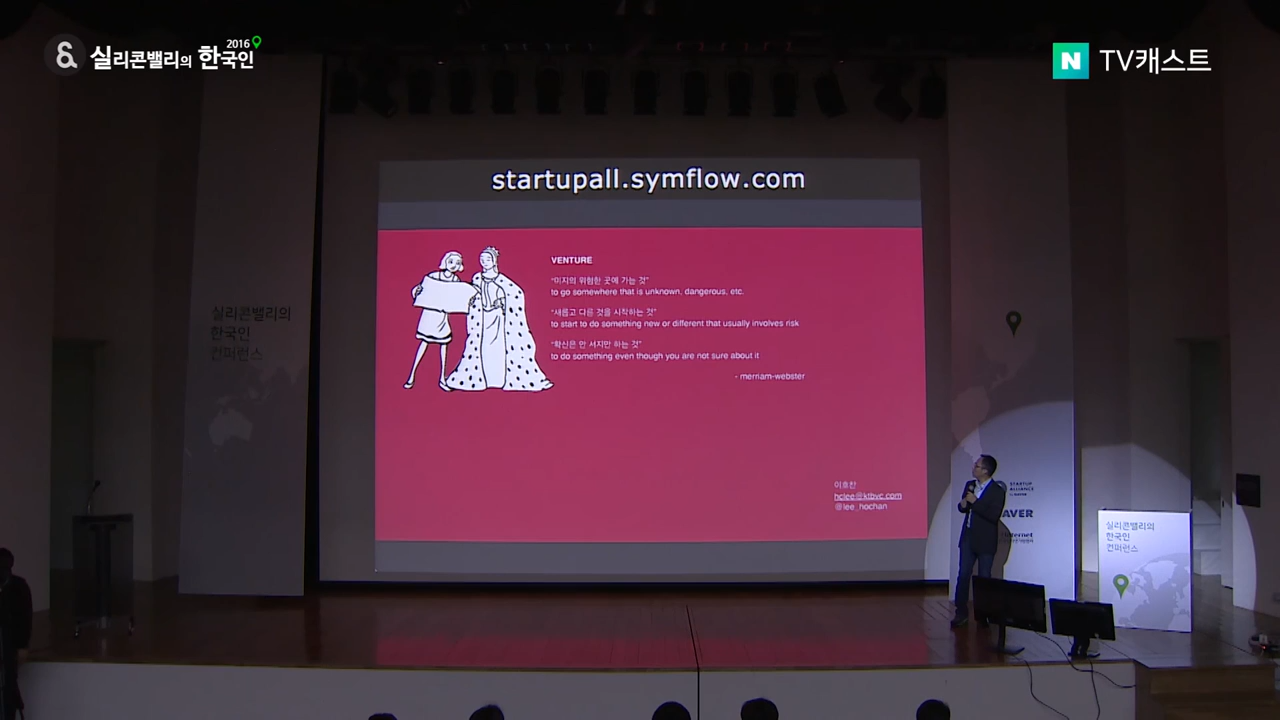 실리콘밸리의 한국인
2016
N TV캐스트
startupall.symflow.com
VENTURE
"미지의 위험한 곳에 가는 것"
to go somewhere that is unknown, dangerous, etc.
"새롭고 다른 것을 시작하는 것"
to start to do something new or different that usually involves risk
"확신은 안 서지만 하는 것"
to do something even though you are not sure about it
- merriam-webster
이호찬
hclee@ktbvc.com
@lee_hochan
실리콘밸리의
한국인
컨퍼런스
STARTUP
ALLIANCE
AVER
실리콘밸리의
한국인
컨퍼런스